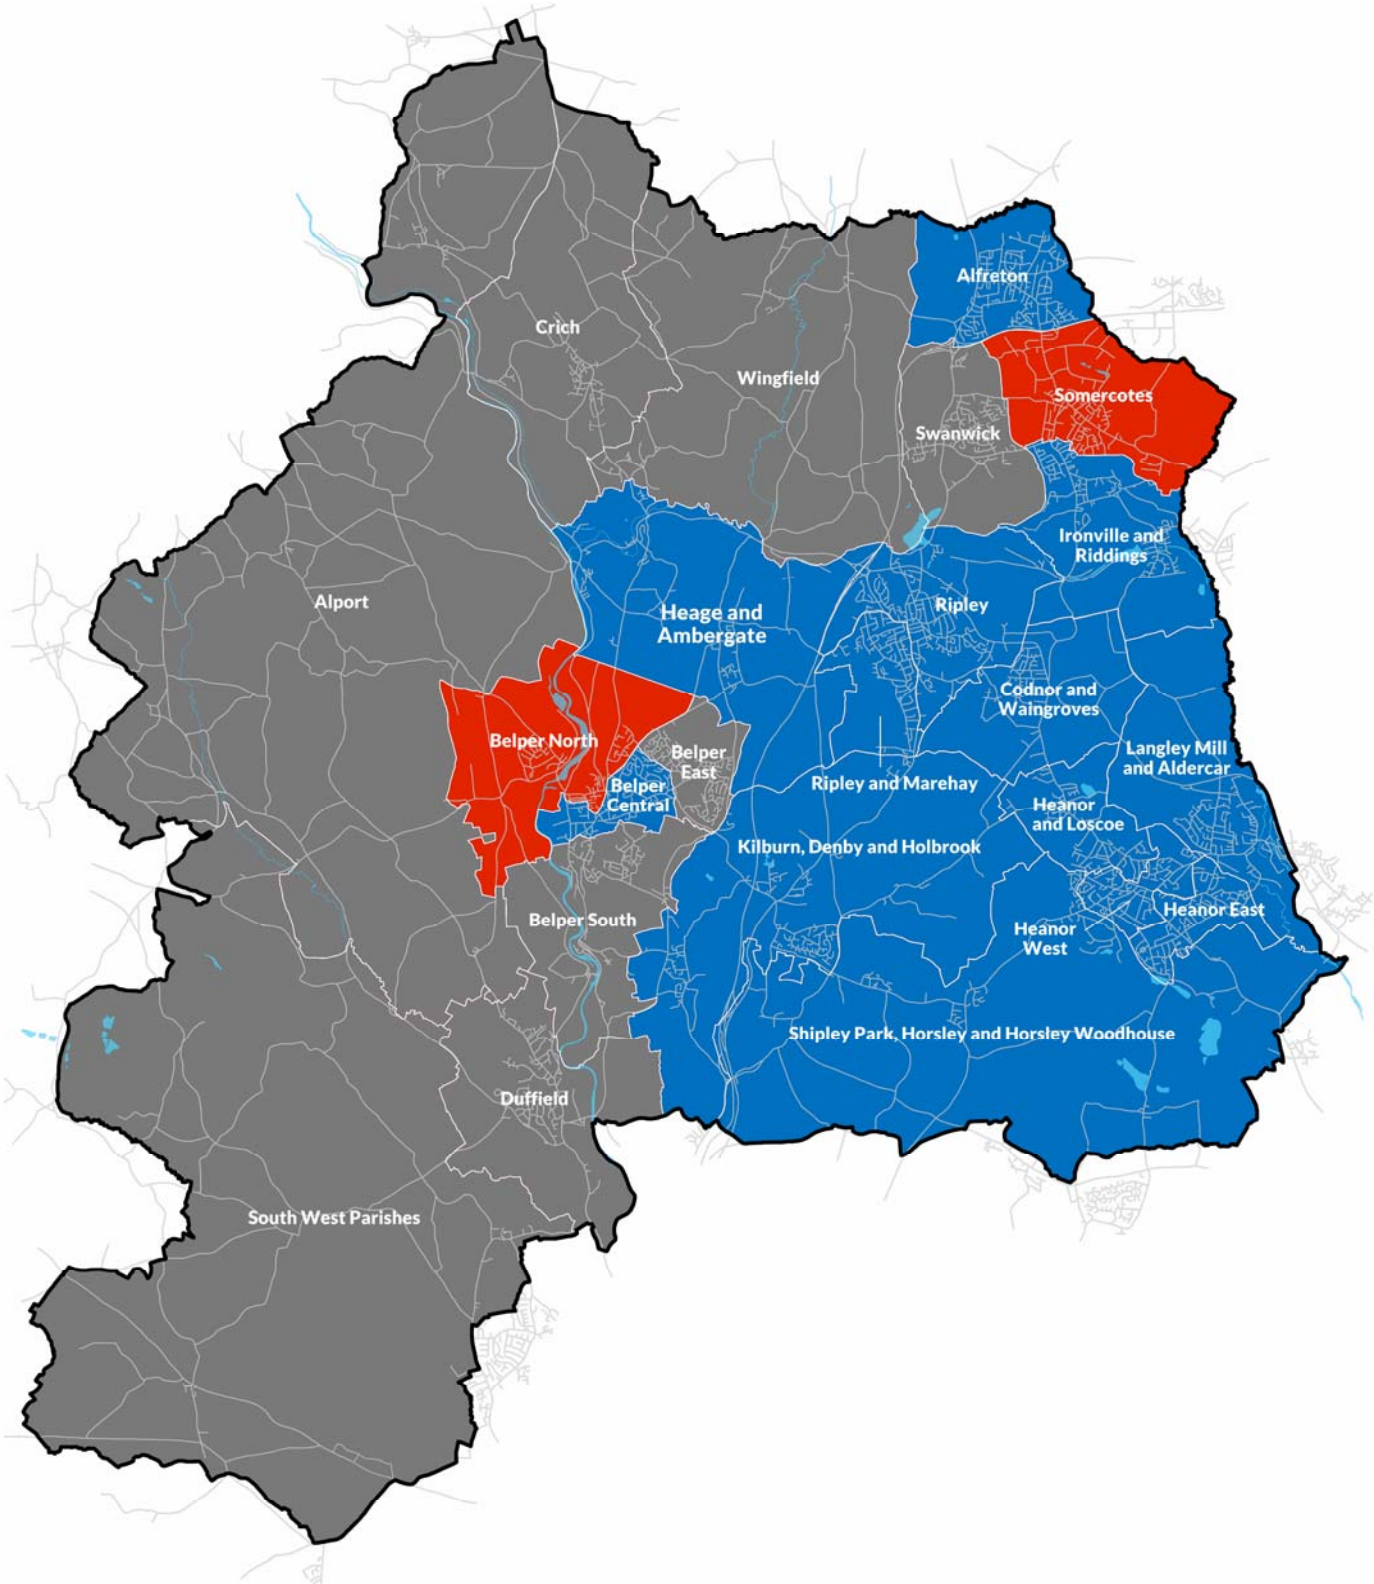 Alfreton
Crich
Wingfield
Somercotes
Swanwick
Ironville and
Riddings
Alport
Heage and
Ambergate
Ripley
Codnor and
Waingroves
Belper North
Belper
East
Langley Mill
and Aldercar
Belper
Central
Ripley and Marehay
Heanor
and Loscoe
Kilburn, Denby and Holbrook
Belper South
Heanor East
Heanor
West
Shipley Park, Horsley and Horsley Woodhouse
Duffield
South West Parishes